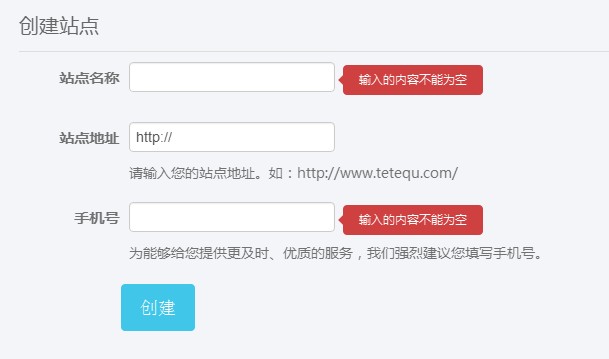 创建站点
站点名称 输入的内容不能为空
站点地址 http://
请输入您的站点地址。如：http://www.tetequ.com/
手机号 输入的内容不能为空
为能够给您提供更及时、优质的服务，我们强烈建议您填写手机号。
创建